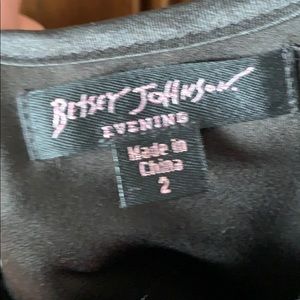 Betsey Johnson.
EVENING
Made in
China
2